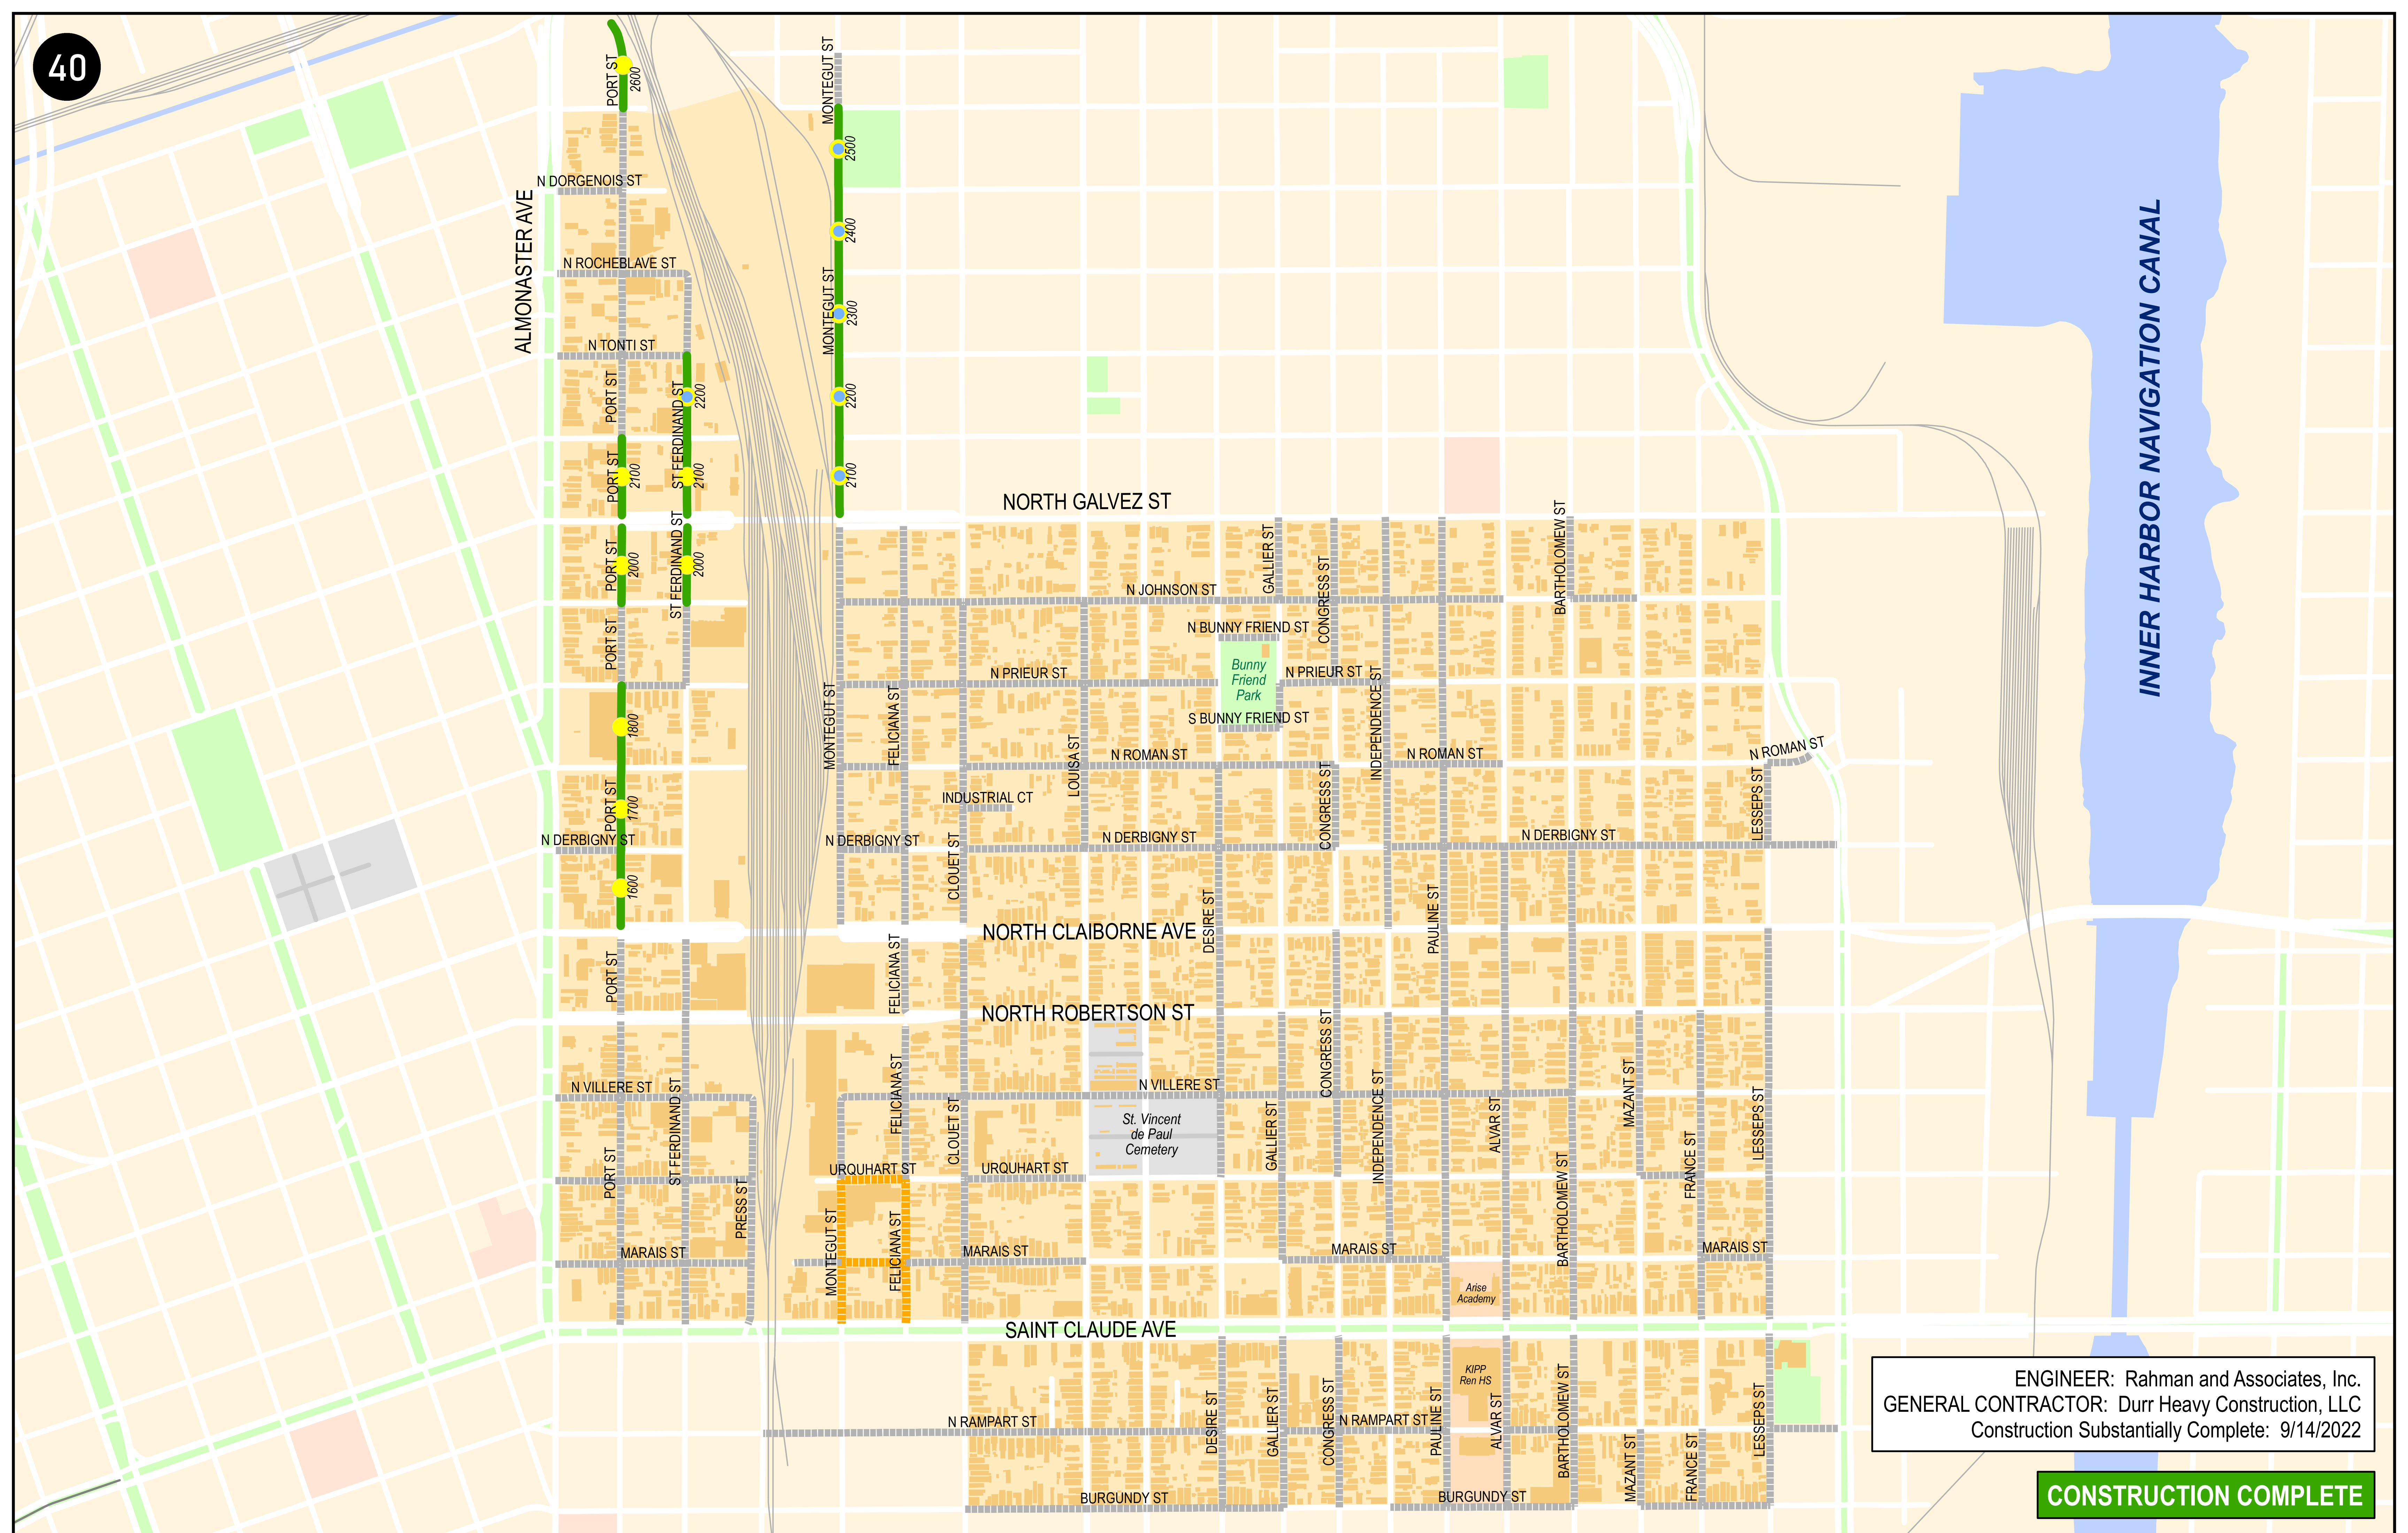 40
PORT ST
2600
MONTEGUT ST
2500
N DORGENOIS ST
ALMONASTER AVE
2400
N ROCHEBLAVE ST
MONTEGUT ST
2300
N TONTI ST
PORT ST
ST FERDINAND ST
2200
2200
PORT ST
2100
2100
2100
INNER HARBOR NAVIGATION CANAL
NORTH GALVEZ ST
PORT ST
2000
ST FERDINAND ST
2000
GALLIER ST
CONGRESS ST
BARTHOLOMEW ST
N JOHNSON ST
PORT ST
N BUNNY FRIEND ST
Bunny
Friend
Park
N PRIEUR ST
N PRIEUR ST
S BUNNY FRIEND ST
1800
MONTEGUT ST
FELICIANA ST
LOUISA ST
N ROMAN ST
INDEPENDENCE ST
N ROMAN ST
N ROMAN ST
PORT ST
1700
INDUSTRIAL CT
CONGRESS ST
LESSEPS ST
N DERBIGNY ST
N DERBIGNY ST
CLOUET ST
N DERBIGNY ST
N DERBIGNY ST
1600
DESIRE ST
PAULINE ST
NORTH CLAIBORNE AVE
PORT ST
FELICIANA ST
NORTH ROBERTSON ST
CONGRESS ST
N VILLERE ST
ST FERDINAND ST
FELICIANA ST
CLOUET ST
N VILLERE ST
St. Vincent
de Paul
Cemetery
GALLIER ST
INDEPENDENCE ST
ALVAR ST
MAZANT ST
FRANCE ST
LESSEPS ST
PORT ST
URQUHART ST
URQUHART ST
PRESS ST
MONTEGUT ST
FELICIANA ST
BARTHOLOMEW ST
MARAIS ST
MARAIS ST
MARAIS ST
MARAIS ST
Arise
Academy
SAINT CLAUDE AVE
KIPP
Ren HS
N RAMPART ST
DESIRE ST
GALLIER ST
CONGRESS ST
N RAMPART ST
PAULINE ST
ALVAR ST
BARTHOLOMEW ST
MAZANT ST
FRANCE ST
LESSEPS ST
BURGUNDY ST
BURGUNDY ST
ENGINEER: Rahman and Associates, Inc.
GENERAL CONTRACTOR: Durr Heavy Construction, LLC
Construction Substantially Complete: 9/14/2022
CONSTRUCTION COMPLETE